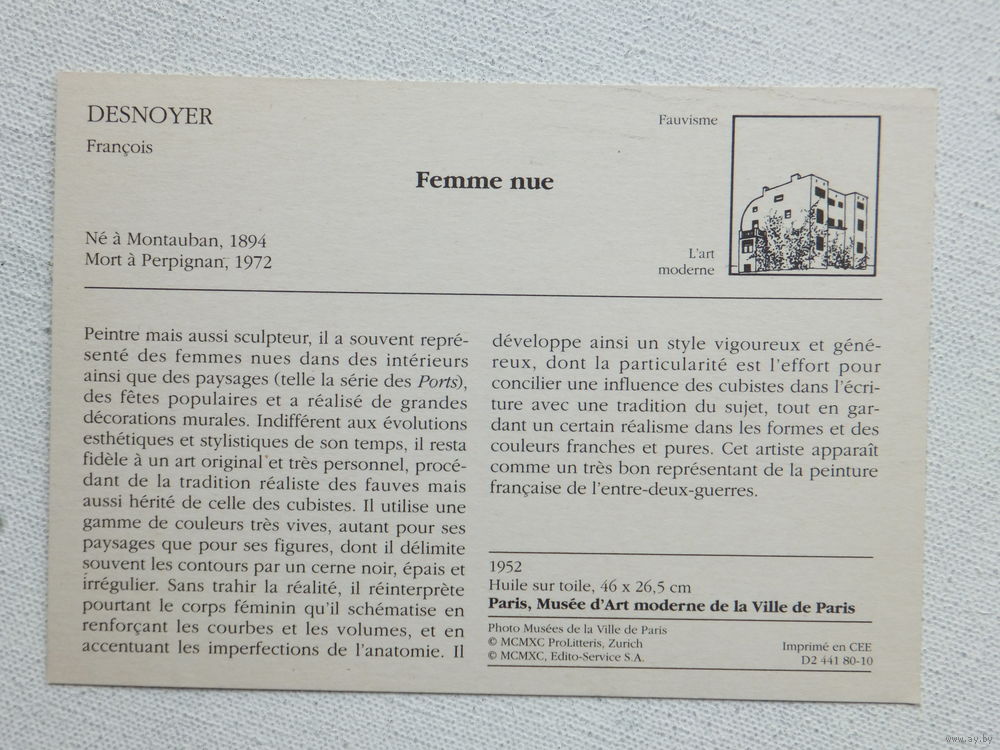 DESNOYER
François
Fauvisme
Femme nue
Né à Montauban, 1894
Mort à Perpignan, 1972
L'art
moderne
Peintre mais aussi sculpteur, il a souvent repré-
senté des femmes nues dans des intérieurs
ainsi que des paysages (telle la série des Ports),
des fêtes populaires et a réalisé de grandes
décorations murales. Indifférent aux évolutions
esthétiques et stylistiques de son temps, il resta
fidèle à un art original et très personnel, procé-
dant de la tradition réaliste des fauves mais
aussi hérité de celle des cubistes. Il utilise une
gamme de couleurs très vives, autant pour ses
paysages que pour ses figures, dont il délimite
souvent les contours par un cerne noir, épais et
irrégulier. Sans trahir la réalité, il réinterprète
pourtant le corps féminin qu'il schématise en
renforçant les courbes et les volumes, et en
accentuant les imperfections de l'anatomie. Il
développe ainsi un style vigoureux et géné-
reux, dont la particularité est l'effort pour
concilier une influence des cubistes dans l'écri-
ture avec une tradition du sujet, tout en gar-
dant un certain réalisme dans les formes et des
couleurs franches et pures. Cet artiste apparaît
comme un très bon représentant de la peinture
française de l'entre-deux-guerres.
1952
Huile sur toile, 46 x 26,5 cm
Paris, Musée d'Art moderne de la Ville de Paris
Photo Musées de la Ville de Paris
© MCMXC ProLitteris, Zurich
© MCMXC, Edito-Service S.A.
Imprimé en CEE
D2 441 80-10
www.ay.by